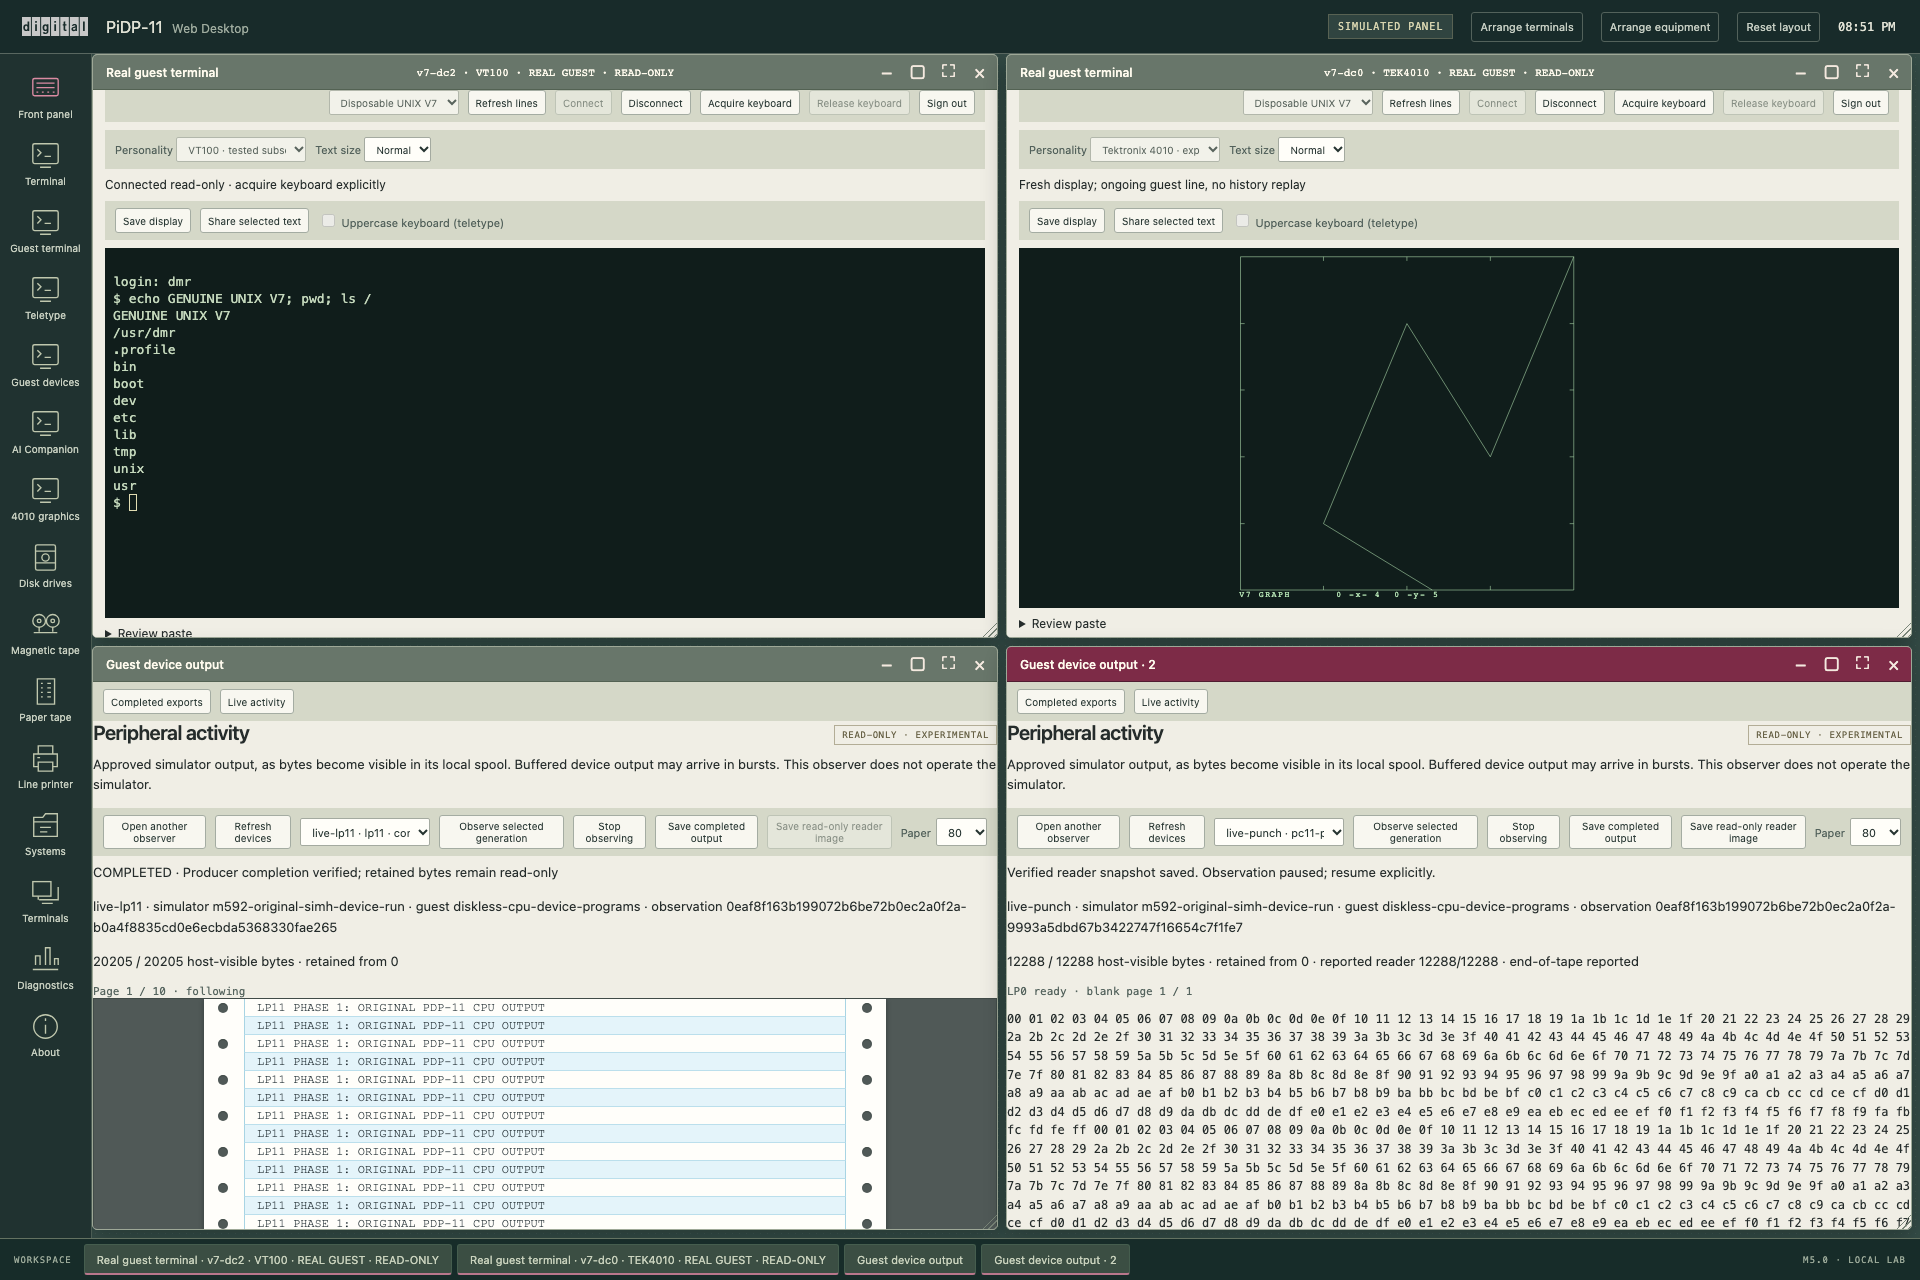 digital PiDP-11 Web Desktop SIMULATED PANEL Arrange terminals Arrange equipment Reset layout 08:51 PM
Front panel
Terminal
Guest terminal
Teletype
Guest devices
AI Companion
4010 graphics
Disk drives
Magnetic tape
Paper tape
Line printer
Systems
Terminals
Diagnostics
About
Real guest terminal v7-dc2 · VT100 · REAL GUEST · READ-ONLY
Disposable UNIX V7 Refresh lines Connect Disconnect Acquire keyboard Release keyboard Sign out
Personality VT100 · tested subs Text size Normal
Connected read-only · acquire keyboard explicitly
Save display Share selected text Uppercase keyboard (teletype)
login: dmr
$ echo GENUINE UNIX V7; pwd; ls /
GENUINE UNIX V7
/usr/dmr
.profile
bin
boot
dev
etc
lib
tmp
unix
usr
$
Review paste
Real guest terminal v7-dc0 · TEK4010 · REAL GUEST · READ-ONLY
Disposable UNIX V7 Refresh lines Connect Disconnect Acquire keyboard Release keyboard Sign out
Personality Tektronix 4010 · exp Text size Normal
Fresh display; ongoing guest line, no history replay
Save display Share selected text Uppercase keyboard (teletype)
V7 GRAPH 0 -x- 4 0 -y- 5
Review paste
Guest device output
Completed exports Live activity
Peripheral activity READ-ONLY · EXPERIMENTAL
Approved simulator output, as bytes become visible in its local spool. Buffered device output may arrive in bursts. This observer does not operate the
simulator.
Open another observer Refresh devices live-lp11 · lp11 · cor Observe selected generation Stop observing Save completed output Save read-only reader image Paper 80
COMPLETED · Producer completion verified; retained bytes remain read-only
live-lp11 · simulator m592-original-simh-device-run · guest diskless-cpu-device-programs · observation 0eaf8f163b199072b6be72b0ec2a0f2a-
b0a4f8835cd0e6ecbda5368330fae265
20205 / 20205 host-visible bytes · retained from 0
Page 1 / 10 · following
LP11 PHASE 1: ORIGINAL PDP-11 CPU OUTPUT
LP11 PHASE 1: ORIGINAL PDP-11 CPU OUTPUT
LP11 PHASE 1: ORIGINAL PDP-11 CPU OUTPUT
LP11 PHASE 1: ORIGINAL PDP-11 CPU OUTPUT
LP11 PHASE 1: ORIGINAL PDP-11 CPU OUTPUT
LP11 PHASE 1: ORIGINAL PDP-11 CPU OUTPUT
LP11 PHASE 1: ORIGINAL PDP-11 CPU OUTPUT
LP11 PHASE 1: ORIGINAL PDP-11 CPU OUTPUT
LP11 PHASE 1: ORIGINAL PDP-11 CPU OUTPUT
LP11 PHASE 1: ORIGINAL PDP-11 CPU OUTPUT
LP11 PHASE 1: ORIGINAL PDP-11 CPU OUTPUT
LP11 PHASE 1: ORIGINAL PDP-11 CPU OUTPUT
LP11 PHASE 1: ORIGINAL PDP-11 CPU OUTPUT
Guest device output · 2
Completed exports Live activity
Peripheral activity READ-ONLY · EXPERIMENTAL
Approved simulator output, as bytes become visible in its local spool. Buffered device output may arrive in bursts. This observer does not operate the
simulator.
Open another observer Refresh devices live-punch · pc11-p Observe selected generation Stop observing Save completed output Save read-only reader image Paper 80
Verified reader snapshot saved. Observation paused; resume explicitly.
live-punch · simulator m592-original-simh-device-run · guest diskless-cpu-device-programs · observation 0eaf8f163b199072b6be72b0ec2a0f2a-
9993a5dbd67b3422747f16654c7f1fe7
12288 / 12288 host-visible bytes · retained from 0 · reported reader 12288/12288 · end-of-tape reported
LP0 ready · blank page 1 / 1
00 01 02 03 04 05 06 07 08 09 0a 0b 0c 0d 0e 0f 10 11 12 13 14 15 16 17 18 19 1a 1b 1c 1d 1e 1f 20 21 22 23 24 25 26 27 28 29
2a 2b 2c 2d 2e 2f 30 31 32 33 34 35 36 37 38 39 3a 3b 3c 3d 3e 3f 40 41 42 43 44 45 46 47 48 49 4a 4b 4c 4d 4e 4f 50 51 52 53
54 55 56 57 58 59 5a 5b 5c 5d 5e 5f 60 61 62 63 64 65 66 67 68 69 6a 6b 6c 6d 6e 6f 70 71 72 73 74 75 76 77 78 79 7a 7b 7c 7d
7e 7f 80 81 82 83 84 85 86 87 88 89 8a 8b 8c 8d 8e 8f 90 91 92 93 94 95 96 97 98 99 9a 9b 9c 9d 9e 9f a0 a1 a2 a3 a4 a5 a6 a7
a8 a9 aa ab ac ad ae af b0 b1 b2 b3 b4 b5 b6 b7 b8 b9 ba bb bc bd be bf c0 c1 c2 c3 c4 c5 c6 c7 c8 c9 ca cb cc cd ce cf d0 d1
d2 d3 d4 d5 d6 d7 d8 d9 da db dc dd de df e0 e1 e2 e3 e4 e5 e6 e7 e8 e9 ea eb ec ed ee ef f0 f1 f2 f3 f4 f5 f6 f7 f8 f9 fa fb
fc fd fe ff 00 01 02 03 04 05 06 07 08 09 0a 0b 0c 0d 0e 0f 10 11 12 13 14 15 16 17 18 19 1a 1b 1c 1d 1e 1f 20 21 22 23 24 25
26 27 28 29 2a 2b 2c 2d 2e 2f 30 31 32 33 34 35 36 37 38 39 3a 3b 3c 3d 3e 3f 40 41 42 43 44 45 46 47 48 49 4a 4b 4c 4d 4e 4f
50 51 52 53 54 55 56 57 58 59 5a 5b 5c 5d 5e 5f 60 61 62 63 64 65 66 67 68 69 6a 6b 6c 6d 6e 6f 70 71 72 73 74 75 76 77 78 79
7a 7b 7c 7d 7e 7f 80 81 82 83 84 85 86 87 88 89 8a 8b 8c 8d 8e 8f 90 91 92 93 94 95 96 97 98 99 9a 9b 9c 9d 9e 9f a0 a1 a2 a3
a4 a5 a6 a7 a8 a9 aa ab ac ad ae af b0 b1 b2 b3 b4 b5 b6 b7 b8 b9 ba bb bc bd be bf c0 c1 c2 c3 c4 c5 c6 c7 c8 c9 ca cb cc cd
ce cf d0 d1 d2 d3 d4 d5 d6 d7 d8 d9 da db dc dd de df e0 e1 e2 e3 e4 e5 e6 e7 e8 e9 ea eb ec ed ee ef f0 f1 f2 f3 f4 f5 f6 f7
WORKSPACE Real guest terminal · v7-dc2 · VT100 · REAL GUEST · READ-ONLY Real guest terminal · v7-dc0 · TEK4010 · REAL GUEST · READ-ONLY Guest device output Guest device output · 2 M5.0 · LOCAL LAB